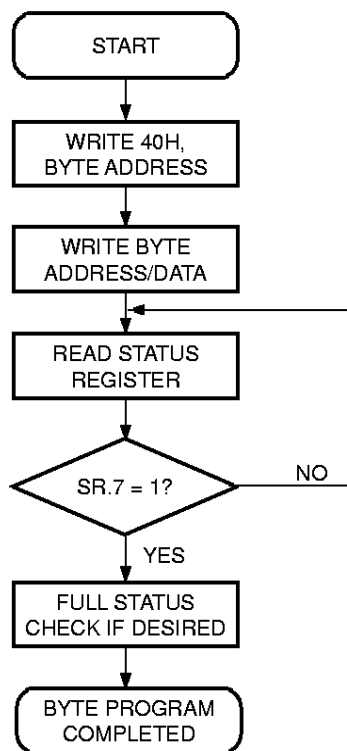 START
WRITE 40H,
BYTE ADDRESS
WRITE BYTE
ADDRESS/DATA
READ STATUS
REGISTER
SR.7 = 1?
NO
YES
FULL STATUS
CHECK IF DESIRED
BYTE PROGRAM
COMPLETED